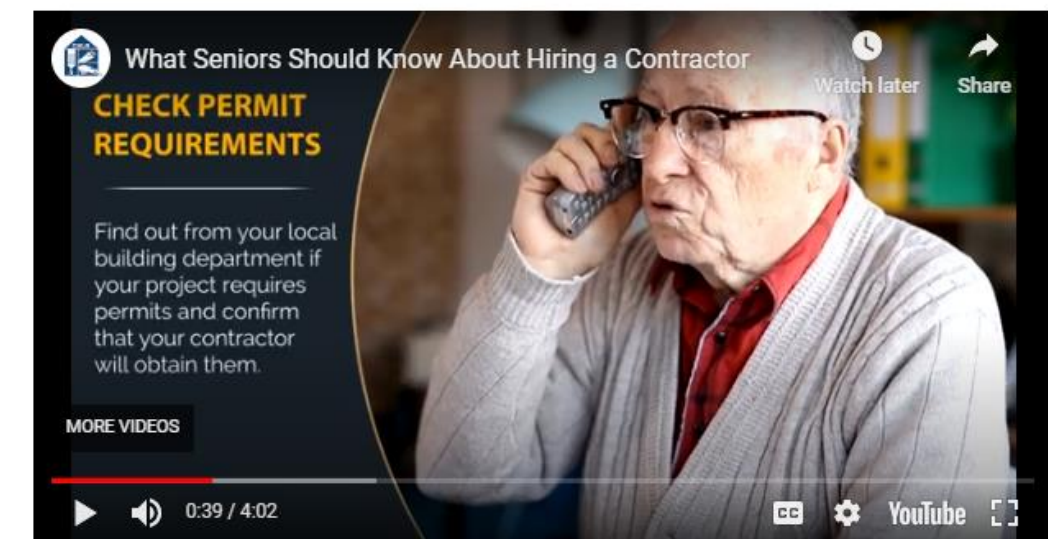 What Seniors Should Know About Hiring a Contractor
Watch later
Share
CHECK PERMIT
REQUIREMENTS
Find out from your local
building department if
your project requires
permits and confirm
that your contractor
will obtain them.
MORE VIDEOS
0:39 / 4:02
CC
YouTube